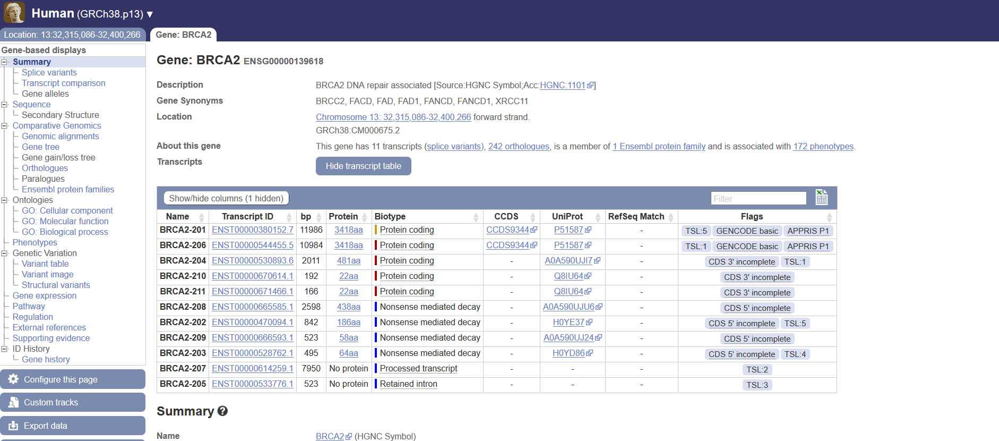 Human (GRCh38.p13) ▼
Location: 13:32,315,086-32,400,266
Gene: BRCA2
Gene-based displays
Summary
Splice variants
Transcript comparison
Gene alleles
Sequence
Secondary Structure
Comparative Genomics
Genomic alignments
Gene tree
Gene gain/loss tree
Orthologues
Paralogues
Ensembl protein families
Ontologies
GO: Cellular component
GO: Molecular function
GO: Biological process
Phenotypes
Genetic Variation
Variant table
Variant image
Structural variants
Gene expression
Pathway
Regulation
External references
Supporting evidence
ID History
Gene history
Configure this page
Custom tracks
Export data
Gene: BRCA2 ENSG00000139618
Description BRCA2 DNA repair associated [Source:HGNC Symbol;Acc:HGNC:1101]
Gene Synonyms BRCC2, FACD, FAD, FAD1, FANCD, FANCD1, XRCC11
Location Chromosome 13: 32,315,086-32,400,266 forward strand.
GRCh38:CM000675.2
About this gene This gene has 11 transcripts (splice variants), 242 orthologues, is a member of 1 Ensembl protein family and is associated with 172 phenotypes.
Transcripts Hide transcript table
Show/hide columns (1 hidden) Filter
Name Transcript ID bp Protein Biotype CCDS UniProt RefSeq Match Flags
BRCA2-201 ENST00000380152.7 11986 3418aa Protein coding CCDS9344 P51587 - TSL:5 GENCODE basic APPRIS P1
BRCA2-206 ENST00000544455.5 10984 3418aa Protein coding CCDS9344 P51587 - TSL:1 GENCODE basic APPRIS P1
BRCA2-204 ENST00000530893.6 2011 481aa Protein coding - A0A590UJI7 - CDS 3' incomplete TSL:1
BRCA2-210 ENST00000670614.1 192 22aa Protein coding - Q8IU64 - CDS 3' incomplete
BRCA2-211 ENST00000671466.1 166 22aa Protein coding - Q8IU64 - CDS 3' incomplete
BRCA2-208 ENST00000665585.1 2598 438aa Nonsense mediated decay - A0A590UJU6 - CDS 5' incomplete
BRCA2-202 ENST00000470094.1 842 186aa Nonsense mediated decay - H0YE37 - CDS 5' incomplete TSL:5
BRCA2-209 ENST00000666593.1 523 58aa Nonsense mediated decay - A0A590UJ24 - CDS 5' incomplete
BRCA2-203 ENST00000528762.1 495 64aa Nonsense mediated decay - H0YD86 - CDS 5' incomplete TSL:4
BRCA2-207 ENST00000614259.1 7950 No protein Processed transcript - - - TSL:2
BRCA2-205 ENST00000533776.1 523 No protein Retained intron - - - TSL:3
Summary ?
Name BRCA2 (HGNC Symbol)